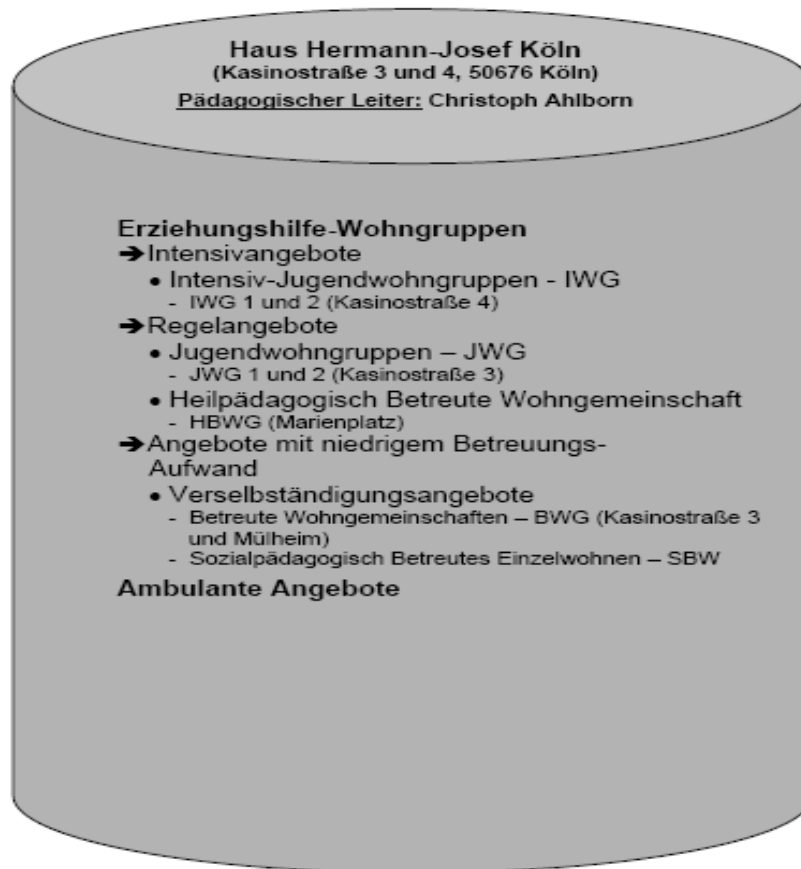 Haus Hermann-Josef Köln
(Kasinostraße 3 und 4, 50676 Köln)
Pädagogischer Leiter: Christoph Ahlborn
Erziehungshilfe-Wohngruppen
➔Intensivangebote
• Intensiv-Jugendwohngruppen - IWG
- IWG 1 und 2 (Kasinostraße 4)
➔Regelangebote
• Jugendwohngruppen – JWG
- JWG 1 und 2 (Kasinostraße 3)
• Heilpädagogisch Betreute Wohngemeinschaft
- HBWG (Marienplatz)
➔Angebote mit niedrigem Betreuungs-
Aufwand
• Verselbständigungsangebote
- Betreute Wohngemeinschaften – BWG (Kasinostraße 3
und Mülheim)
- Sozialpädagogisch Betreutes Einzelwohnen – SBW
Ambulante Angebote